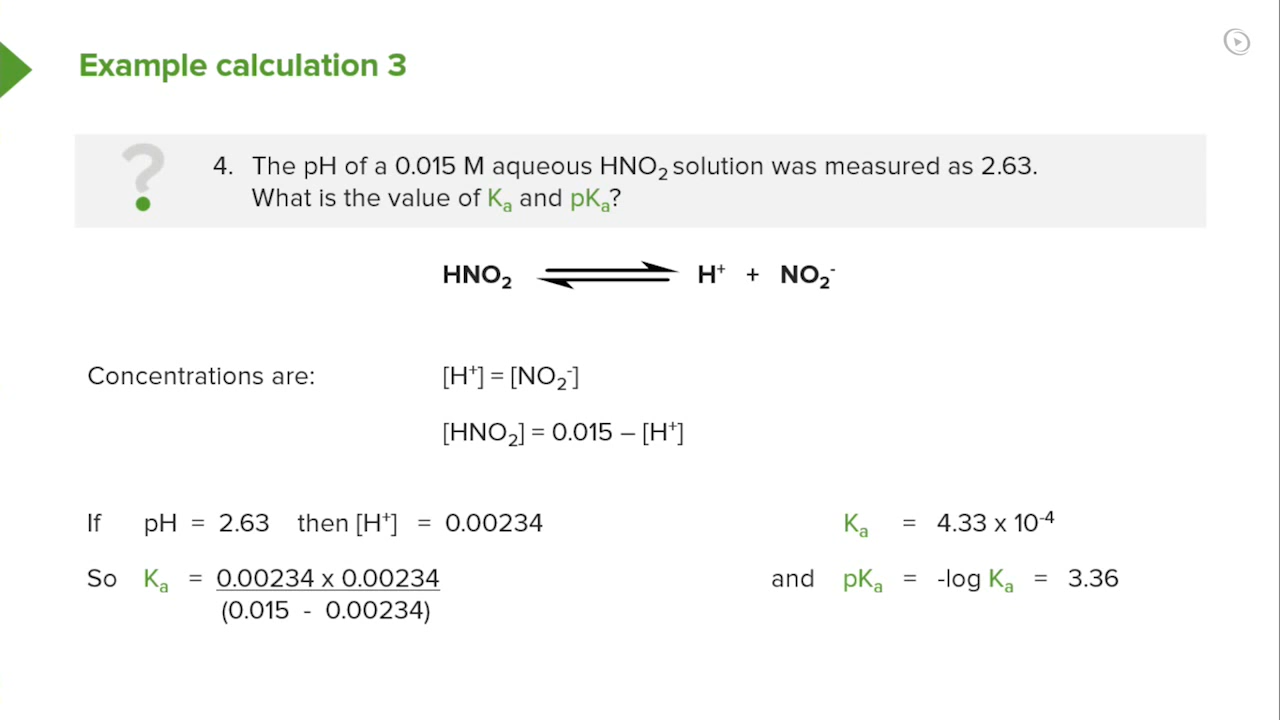 Example calculation 3
?
4. The pH of a 0.015 M aqueous HNO₂ solution was measured as 2.63.
What is the value of Kₐ and pKₐ?
HNO₂ ⇌ H⁺ + NO₂⁻
Concentrations are: [H⁺] = [NO₂⁻]
[HNO₂] = 0.015 – [H⁺]
If pH = 2.63 then [H⁺] = 0.00234 Kₐ = 4.33 x 10⁻⁴
So Kₐ = 0.00234 x 0.00234 and pKₐ = -log Kₐ = 3.36
(0.015 - 0.00234)